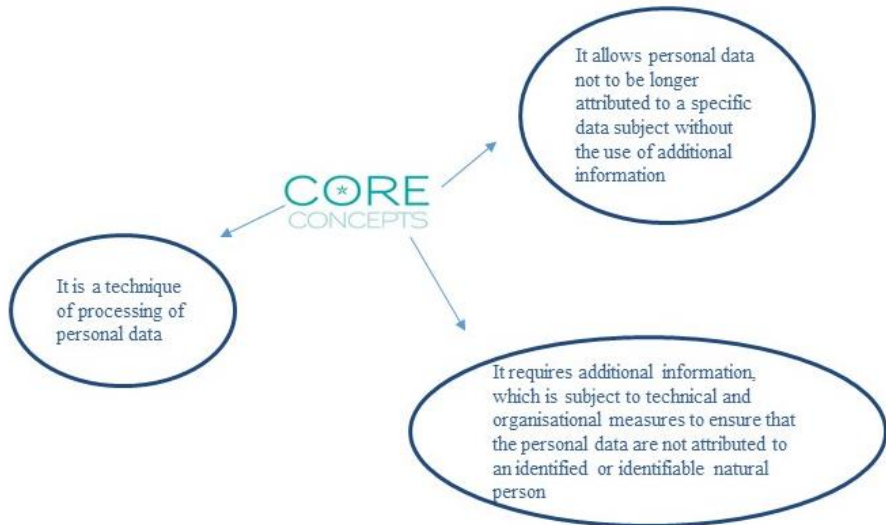 It allows personal data
not to be longer
attributed to a specific
data subject without
the use of additional
information
CORE
CONCEPTS
It is a technique
of processing of
personal data
It requires additional information,
which is subject to technical and
organisational measures to ensure that
the personal data are not attributed to
an identified or identifiable natural
person